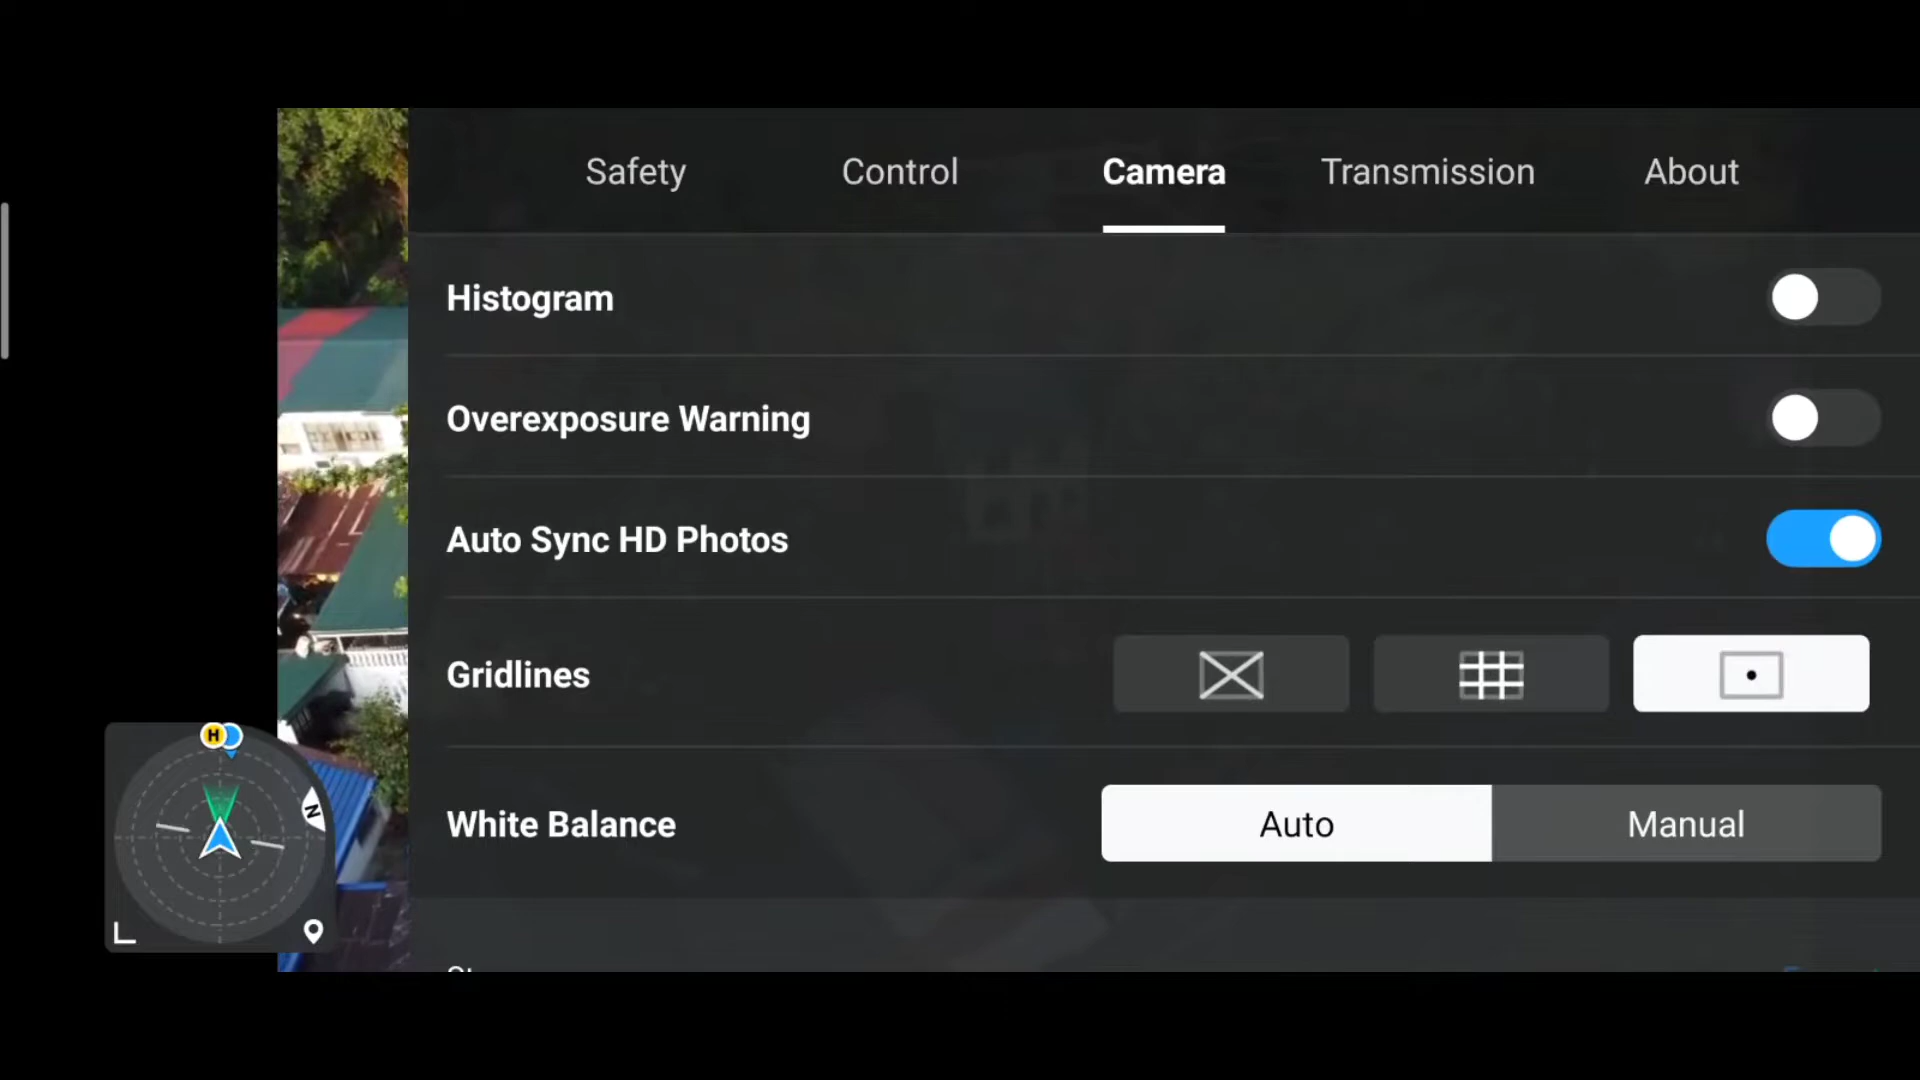 Safety Control Camera Transmission About
Histogram
Overexposure Warning
Auto Sync HD Photos
Gridlines
White Balance Auto Manual
H
N